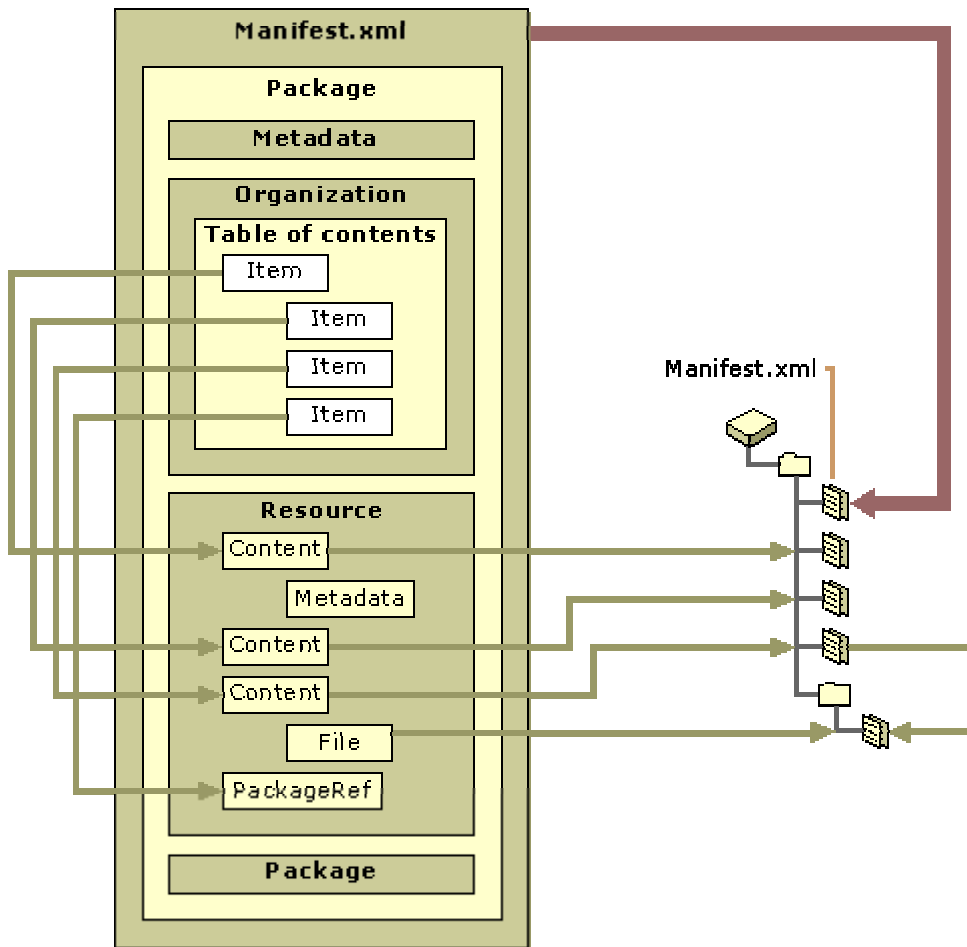 Manifest.xml
Package
Metadata
Organization
Table of contents
Item
Item
Item
Item
Resource
Content
Metadata
Content
Content
File
PackageRef
Package
Manifest.xml